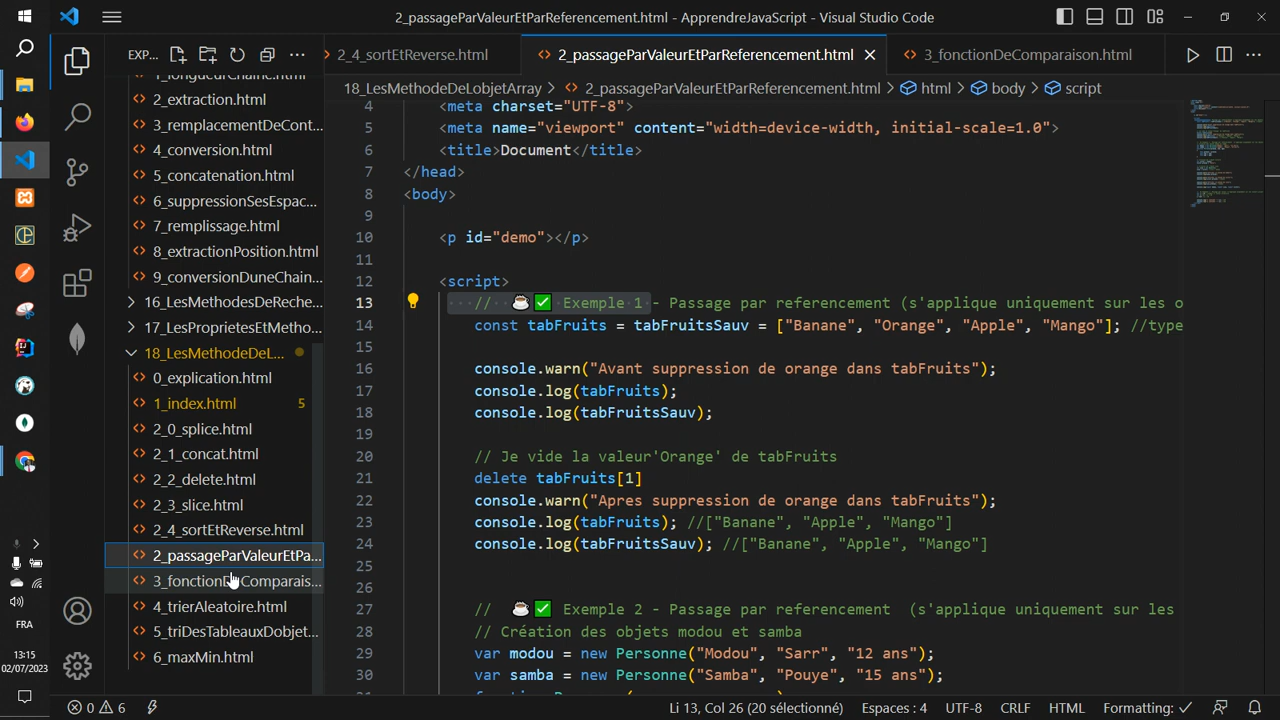 2_passageParValeurEtParReferencement.html - ApprendreJavaScript - Visual Studio Code
EXP...
2_4_sortEtReverse.html
2_passageParValeurEtParReferencement.html
3_fonctionDeComparaison.html
18_LesMethodeDeLobjetArray > 2_passageParValeurEtParReferencement.html > html > body > script
1_longueurChaine.html
2_extraction.html
3_remplacementDeCont...
4_conversion.html
5_concatenation.html
6_suppressionSesEspac...
7_remplissage.html
8_extractionPosition.html
9_conversionDuneChain...
16_LesMethodesDeReche...
17_LesProprietesEtMetho...
18_LesMethodeDeL...
0_explication.html
1_index.html 5
2_0_splice.html
2_1_concat.html
2_2_delete.html
2_3_slice.html
2_4_sortEtReverse.html
2_passageParValeurEtPa...
3_fonctionDeComparais...
4_trierAleatoire.html
5_triDesTableauxDobjet...
6_maxMin.html
4 <meta charset="UTF-8">
5 <meta name="viewport" content="width=device-width, initial-scale=1.0">
6 <title>Document</title>
7 </head>
8 <body>
9
10 <p id="demo"></p>
11
12 <script>
13 // ☕✅ Exemple 1 - Passage par referencement (s'applique uniquement sur les o
14 const tabFruits = tabFruitsSauv = ["Banane", "Orange", "Apple", "Mango"]; //type
15
16 console.warn("Avant suppression de orange dans tabFruits");
17 console.log(tabFruits);
18 console.log(tabFruitsSauv);
19
20 // Je vide la valeur'Orange' de tabFruits
21 delete tabFruits[1]
22 console.warn("Apres suppression de orange dans tabFruits");
23 console.log(tabFruits); //["Banane", "Apple", "Mango"]
24 console.log(tabFruitsSauv); //["Banane", "Apple", "Mango"]
25
26
27 // ☕✅ Exemple 2 - Passage par referencement (s'applique uniquement sur les
28 // Création des objets modou et samba
29 var modou = new Personne("Modou", "Sarr", "12 ans");
30 var samba = new Personne("Samba", "Pouye", "15 ans");
FRA
13:15
02/07/2023
0 6
Li 13, Col 26 (20 sélectionné)
Espaces : 4
UTF-8
CRLF
HTML
Formatting: ✓